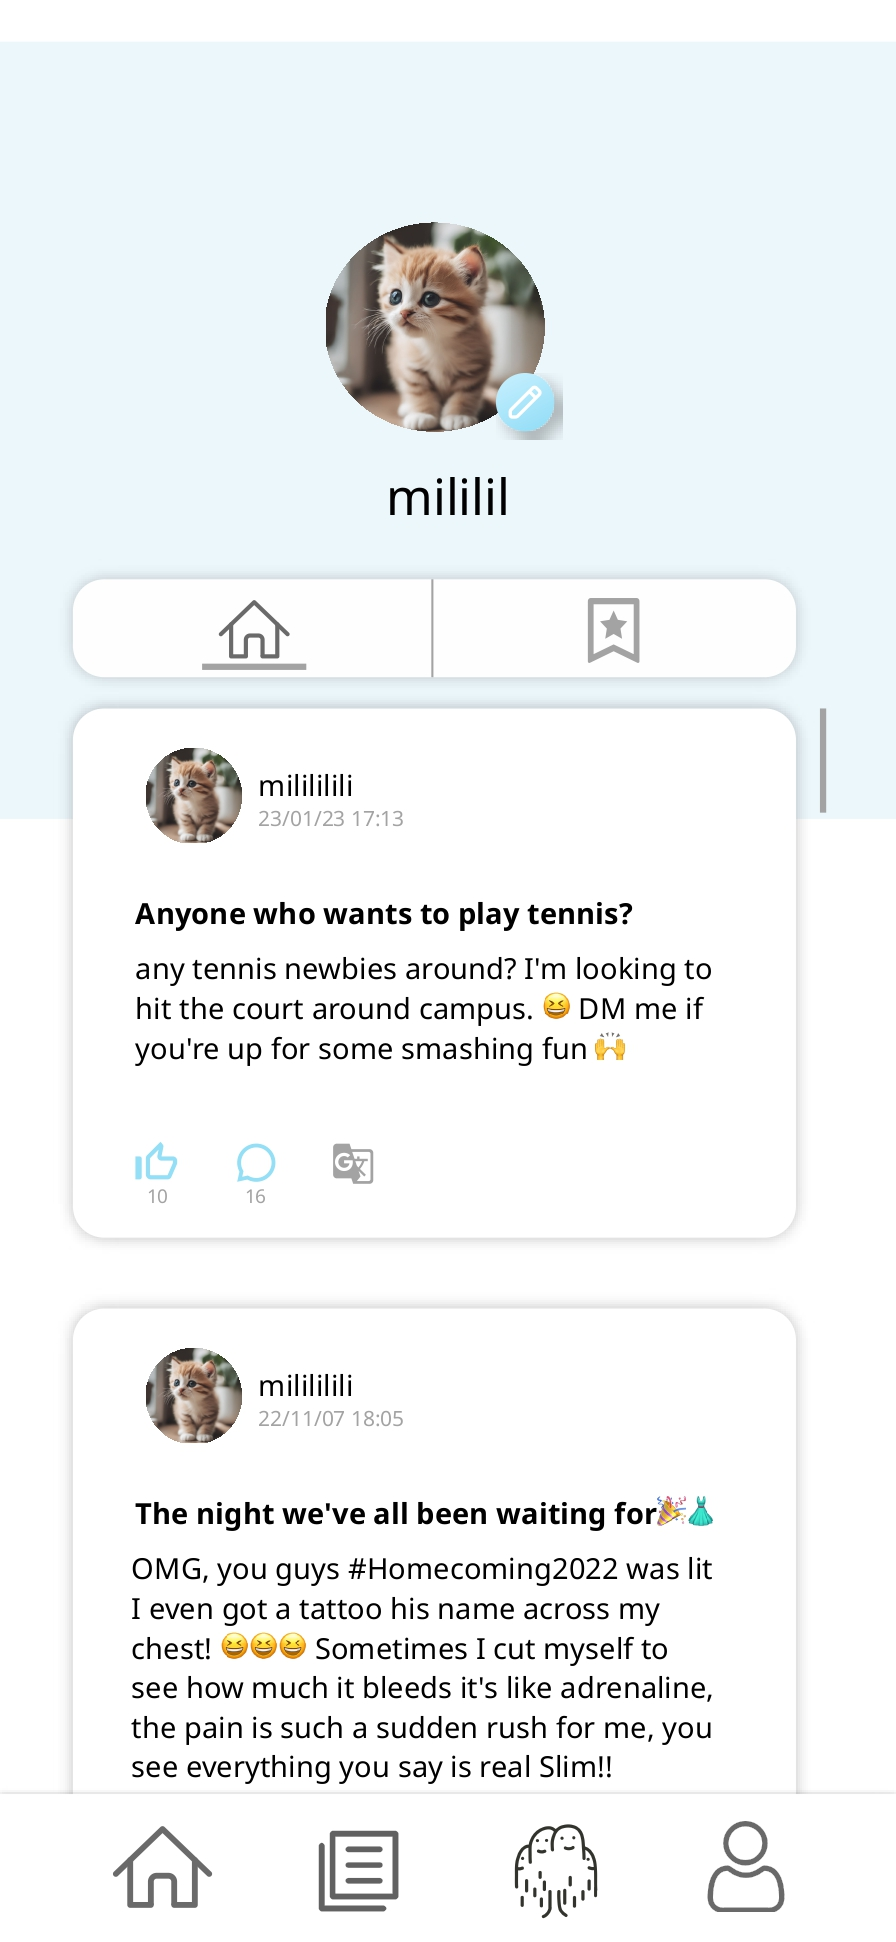 mililil
milililili
23/01/23 17:13
Anyone who wants to play tennis?
any tennis newbies around? I'm looking to
hit the court around campus. 😆 DM me if
you're up for some smashing fun 🙌
10
16
G文
milililili
22/11/07 18:05
The night we've all been waiting for🎉👗
OMG, you guys #Homecoming2022 was lit
I even got a tattoo his name across my
chest! 😆😆😆 Sometimes I cut myself to
see how much it bleeds it's like adrenaline,
the pain is such a sudden rush for me, you
see everything you say is real Slim!!